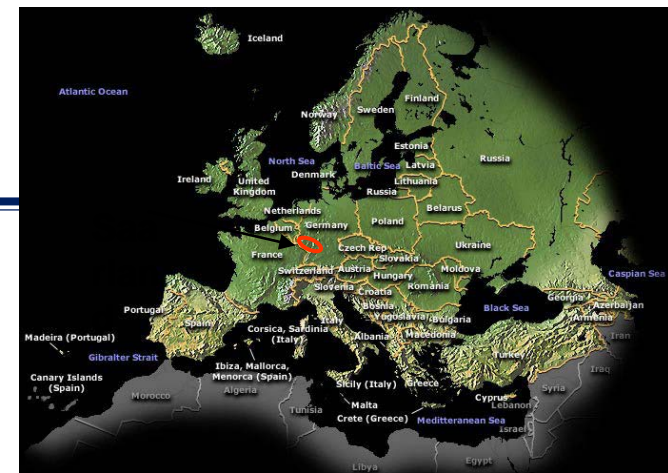 Iceland
Atlantic Ocean
Finland
Sweden
Norway
Estonia
Russia
North Sea
Baltic Sea
Latvia
Denmark
Ireland
United
Kingdom
Lithuania
Russia
Netherlands
Belarus
Germany
Poland
Belgium
Czech Rep
Ukraine
France
Slovakia
Switzerland
Austria
Moldova
Hungary
Slovenia
Romania
Caspian Sea
Croatia
Bosnia
Georgia
Azerbaijan
Black Sea
Portugal
Italy
Yugoslavia
Bulgaria
Armenia
Spain
Corsica, Sardinia
(Italy)
Albania
Macedonia
Iran
Madeira (Portugal)
Gibralter Strait
Turkey
Ibiza, Mallorca,
Menorca (Spain)
Iraq
Canary Islands
(Spain)
Sicily (Italy)
Greece
Syria
Morocco
Algeria
Cyprus
Lebanon
Tunisia
Malta
Crete (Greece)
Meditteranean Sea
Israel
Libya
Egypt